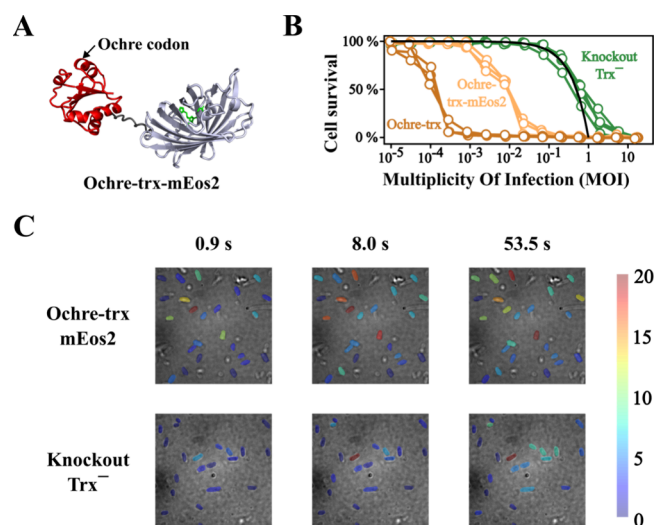 A
Ochre codon
Ochre-trx-mEos2
B
100 %
50 %
0 %
Cell survival
Knockout
Trx⁻
Ochre-
trx-mEos2
Ochre-trx
10⁻⁵ 10⁻⁴ 10⁻³ 10⁻² 10⁻¹ 1 10
Multiplicity Of Infection (MOI)
C
0.9 s 8.0 s 53.5 s
Ochre-trx
mEos2
Knockout
Trx⁻
20
15
10
5
0